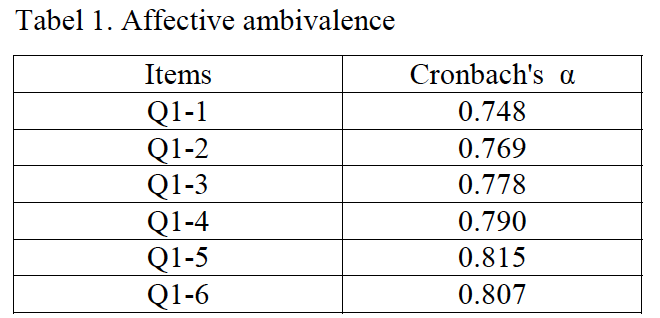 Tabel 1. Affective ambivalence
Items Cronbach's α
Q1-1 0.748
Q1-2 0.769
Q1-3 0.778
Q1-4 0.790
Q1-5 0.815
Q1-6 0.807